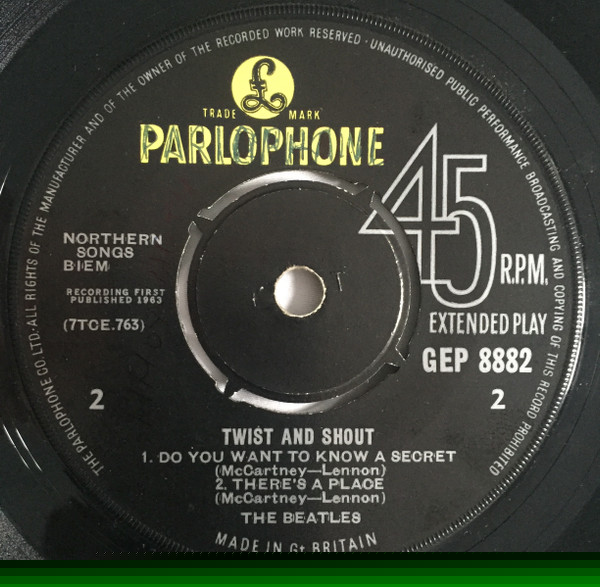 THE PARLOPHONE CO.LTD·ALL RIGHTS OF THE MANUFACTURER AND OF THE OWNER OF THE RECORDED WORK RESERVED·UNAUTHORISED PUBLIC PERFORMANCE BROADCASTING AND COPYING OF THIS RECORD PROHIBITED
£
TRADE MARK
PARLOPHONE
45
R.P.M.
EXTENDED PLAY
GEP 8882
NORTHERN
SONGS
BIEM
RECORDING FIRST
PUBLISHED 1963
(7TCE.763)
2
2
TWIST AND SHOUT
1. DO YOU WANT TO KNOW A SECRET
(McCartney—Lennon)
2. THERE'S A PLACE
(McCartney—Lennon)
THE BEATLES
MADE IN Gt BRITAIN